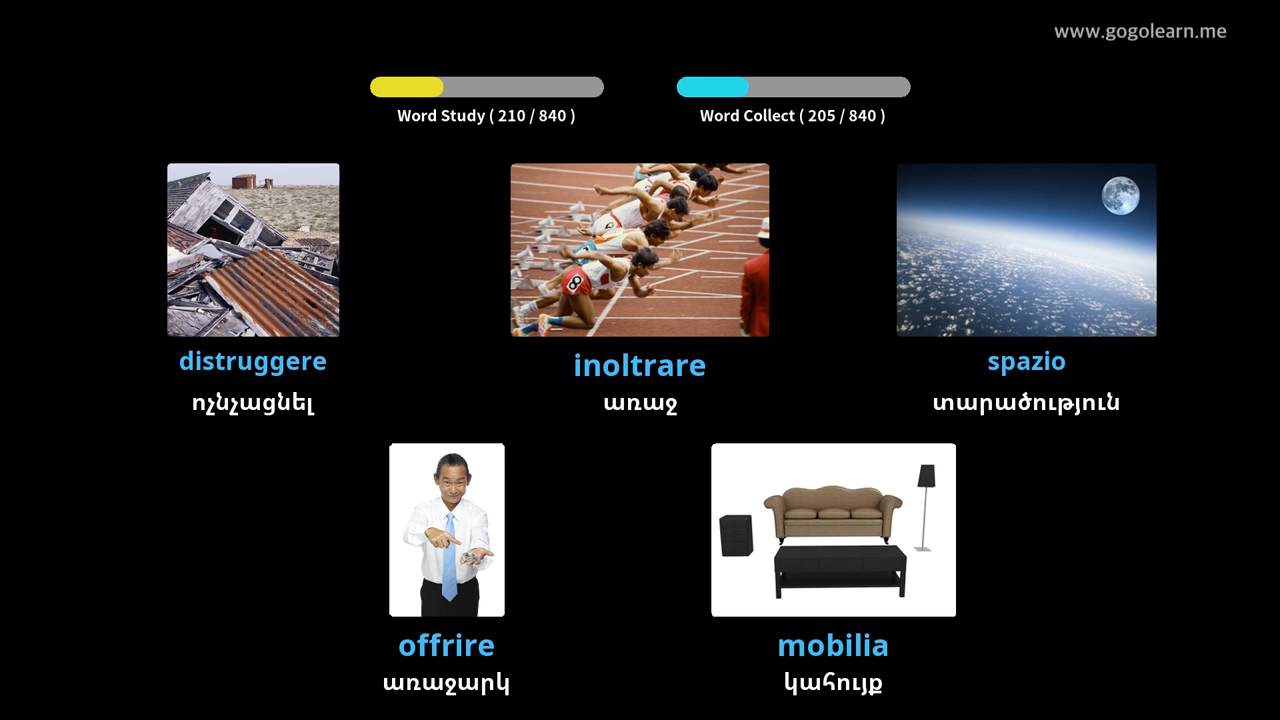 www.gogolearn.me
Word Study ( 210 / 840 )
Word Collect ( 205 / 840 )
distruggere
ոչնչացնել
inoltrare
առաջ
spazio
տարածություն
offrire
առաջարկ
mobilia
կահույք